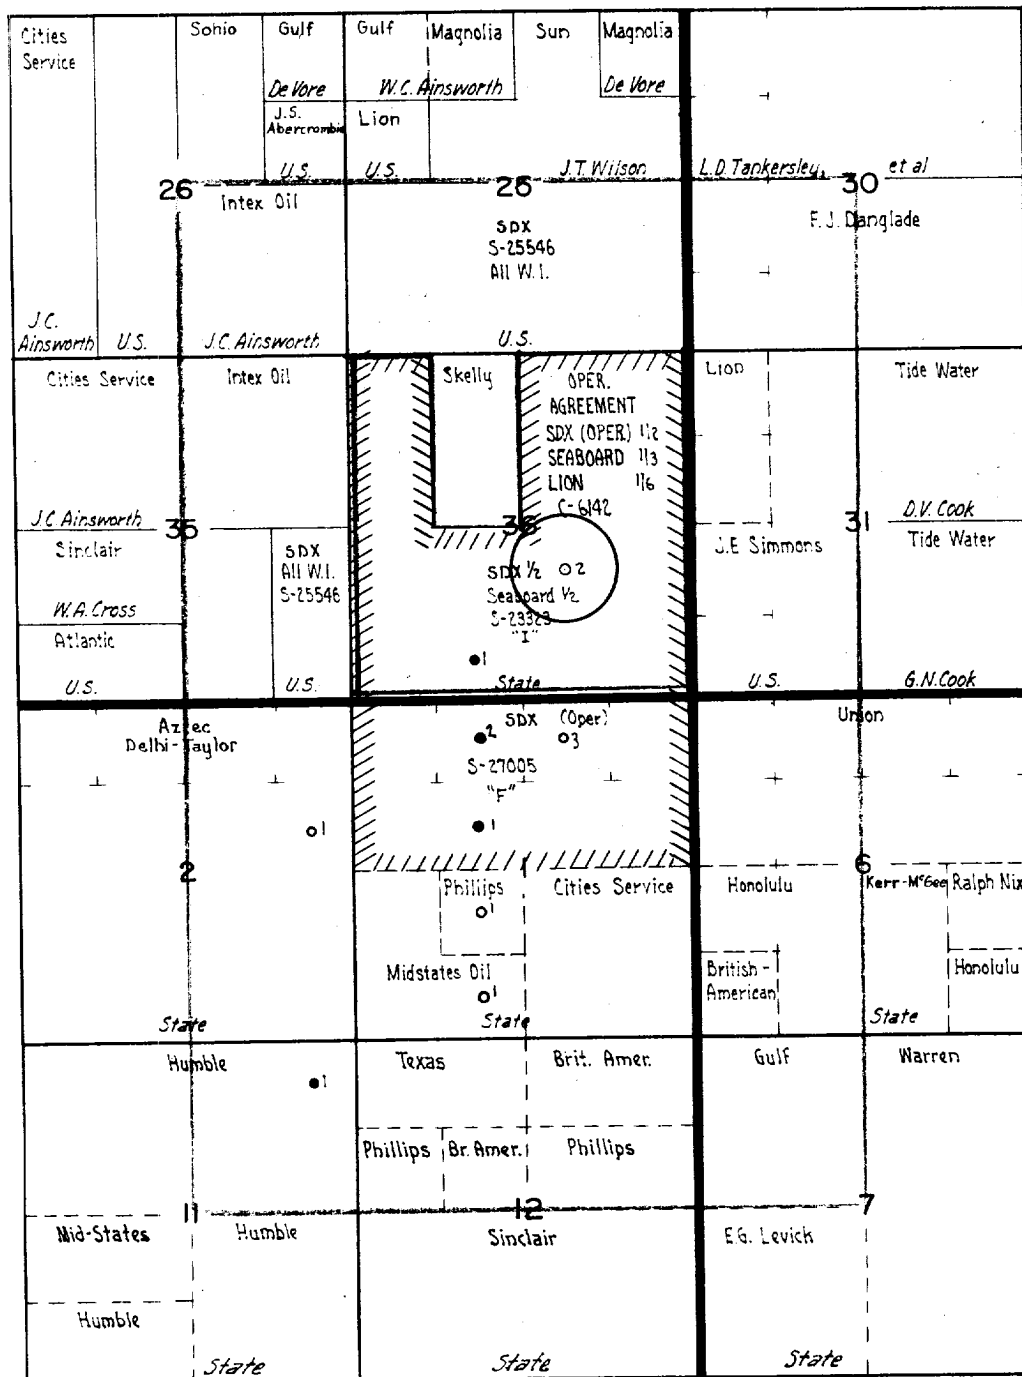 Cities
Service
Sohio
Gulf
De Vore
Gulf
Magnolia
W.C. Ainsworth
Sun
Magnolia
De Vore
J.S.
Abercrombie
U.S.
Lion
U.S.
J.T. Wilson
L.D. Tankersley, et al
26
25
30
Intex Oil
SDX
S-25546
All W.I.
F. J. Danglade
J.C.
Ainsworth
U.S.
J.C. Ainsworth
U.S.
Cities Service
Intex Oil
Skelly
OPER.
AGREEMENT
SDX (OPER.) 1/2
SEABOARD 1/3
LION 1/6
C-6142
Lion
Tide Water
J.C. Ainsworth
35
36
31
D.V. Cook
Sinclair
SDX
All W.I.
S-25546
SDX 1/2
Seaboard 1/2
S-23323
"I"
2
J.E Simmons
Tide Water
W.A. Cross
Atlantic
1
U.S.
U.S.
State
U.S.
G.N. Cook
Aztec
Delhi-Taylor
SDX (Oper)
2
3
Union
S-27005
"F"
1
1
2
6
Phillips
1
Cities Service
Honolulu
Kerr-McGee
Ralph Nix
Midstates Oil
1
British-
American
Honolulu
State
State
State
Humble
1
Texas
Brit. Amer.
Gulf
Warren
Phillips
Br. Amer.
Phillips
11
12
7
Mid-States
Humble
Sinclair
E.G. Levick
Humble
State
State
State